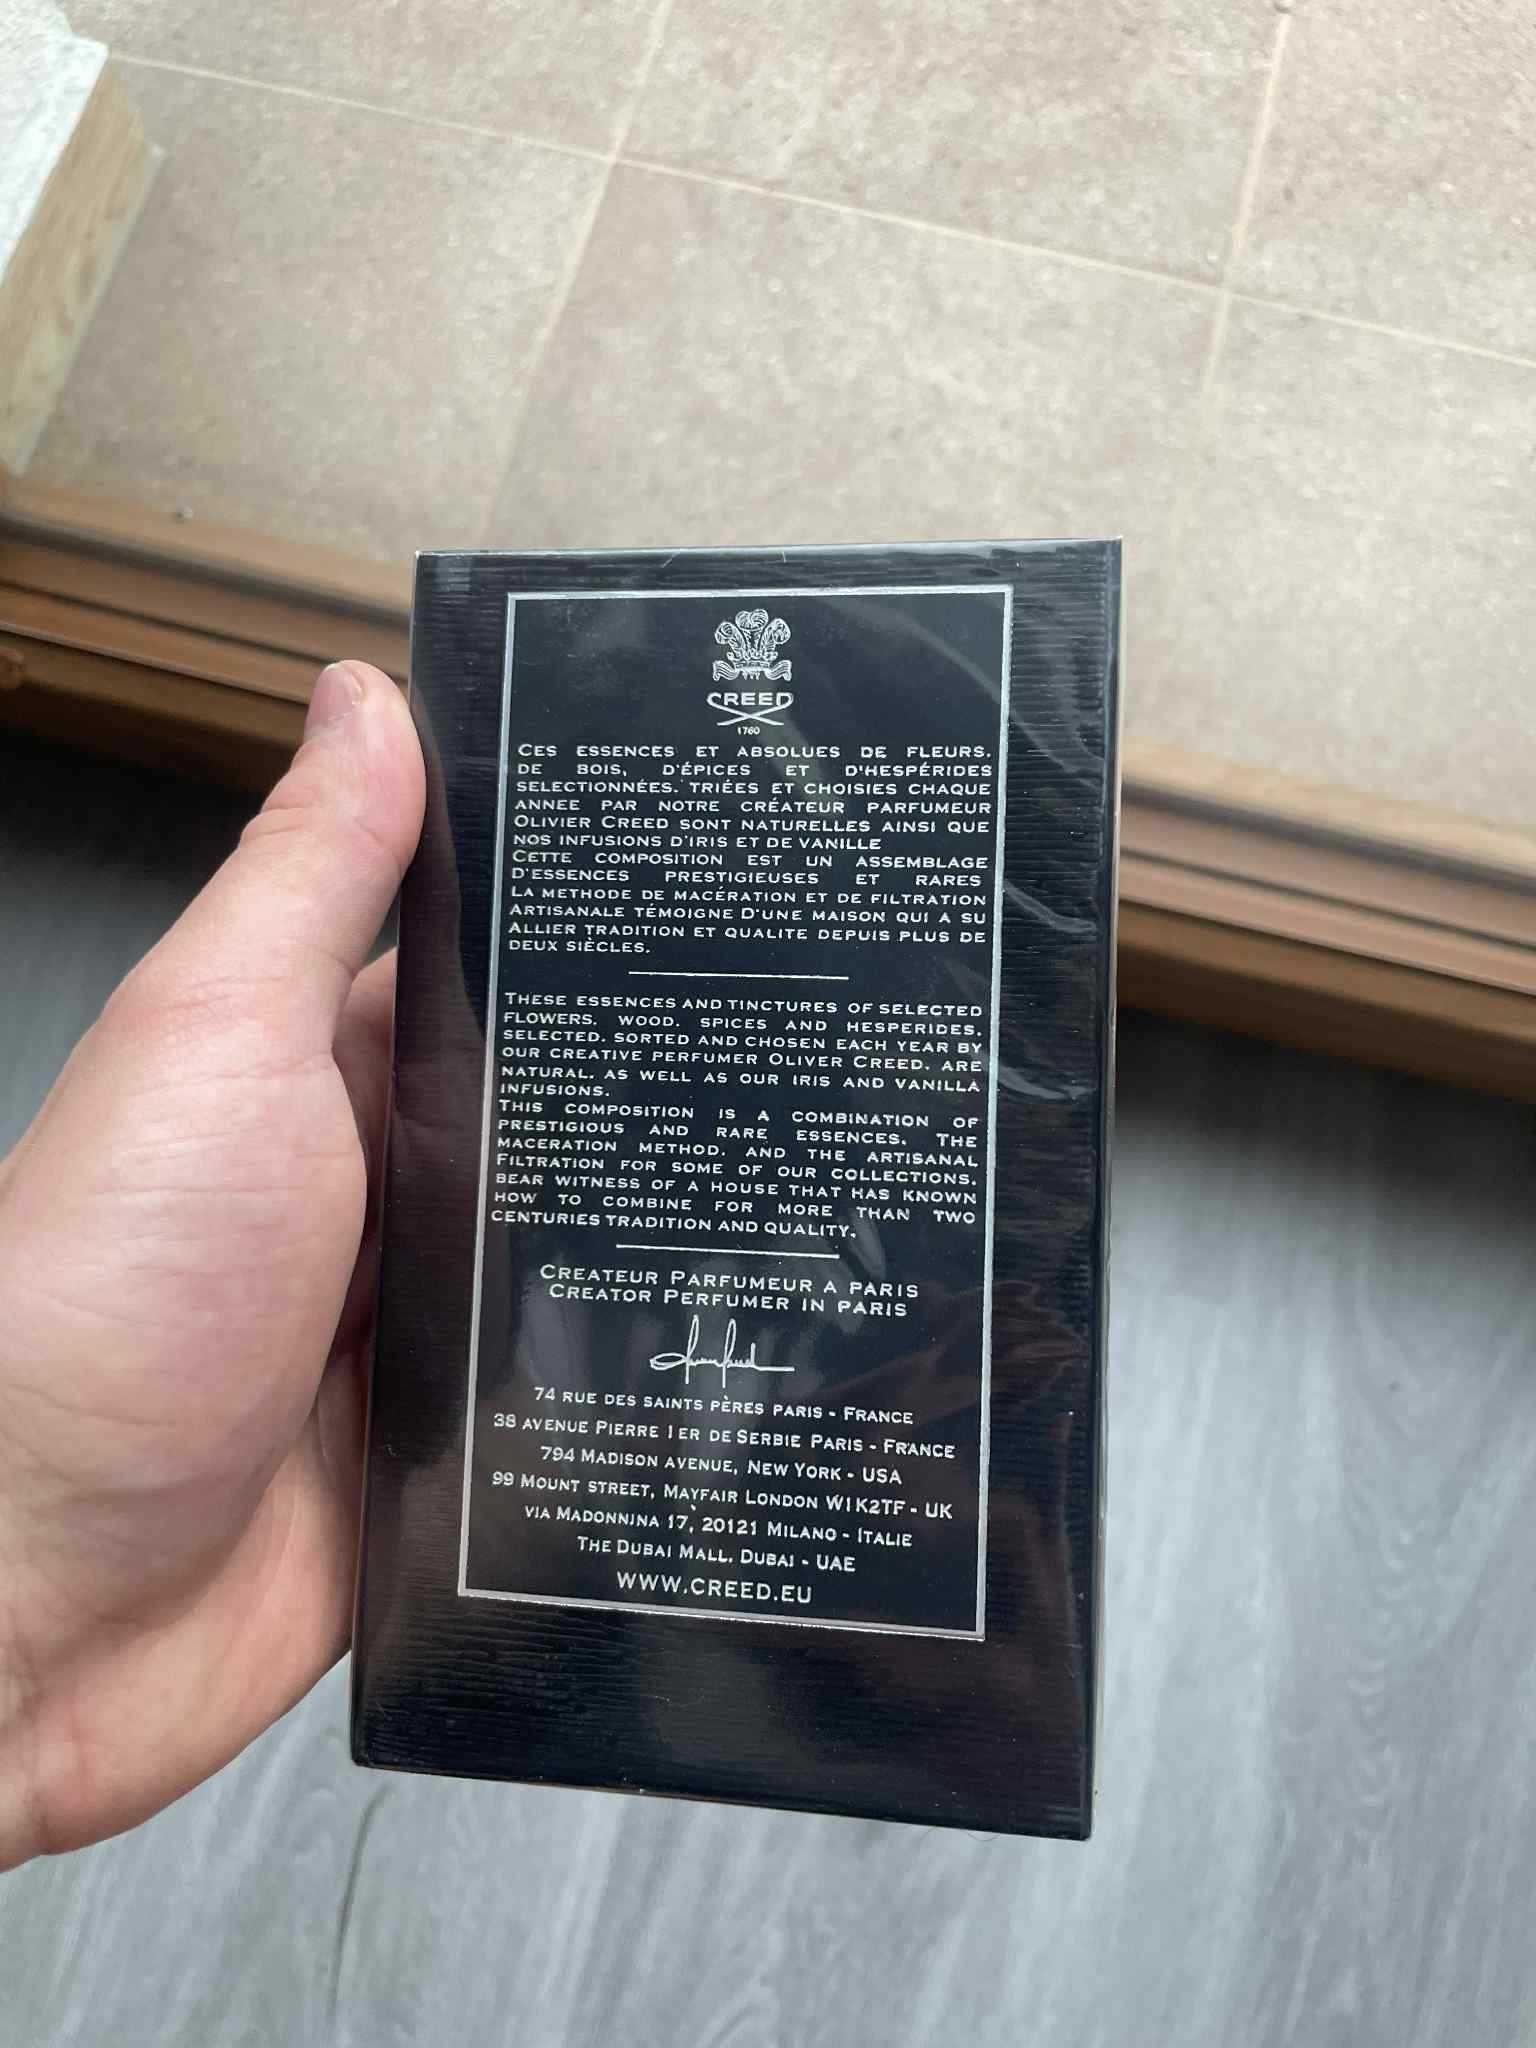 CREED
1760
CES ESSENCES ET ABSOLUES DE FLEURS.
DE BOIS, D'ÉPICES ET D'HESPÉRIDES
SELECTIONNÉES. TRIÉES ET CHOISIES CHAQUE
ANNEE PAR NOTRE CRÉATEUR PARFUMEUR
OLIVIER CREED SONT NATURELLES AINSI QUE
NOS INFUSIONS D'IRIS ET DE VANILLE
CETTE COMPOSITION EST UN ASSEMBLAGE
D'ESSENCES PRESTIGIEUSES ET RARES
LA METHODE DE MACÉRATION ET DE FILTRATION
ARTISANALE TÉMOIGNE D'UNE MAISON QUI A SU
ALLIER TRADITION ET QUALITE DEPUIS PLUS DE
DEUX SIÈCLES.
THESE ESSENCES AND TINCTURES OF SELECTED
FLOWERS. WOOD. SPICES AND HESPERIDES.
SELECTED. SORTED AND CHOSEN EACH YEAR BY
OUR CREATIVE PERFUMER OLIVER CREED. ARE
NATURAL. AS WELL AS OUR IRIS AND VANILLA
INFUSIONS.
THIS COMPOSITION IS A COMBINATION OF
PRESTIGIOUS AND RARE ESSENCES. THE
MACERATION METHOD. AND THE ARTISANAL
FILTRATION FOR SOME OF OUR COLLECTIONS.
BEAR WITNESS OF A HOUSE THAT HAS KNOWN
HOW TO COMBINE FOR MORE THAN TWO
CENTURIES TRADITION AND QUALITY.
CREATEUR PARFUMEUR A PARIS
CREATOR PERFUMER IN PARIS
74 RUE DES SAINTS PÈRES PARIS - FRANCE
38 AVENUE PIERRE 1ER DE SERBIE PARIS - FRANCE
794 MADISON AVENUE, NEW YORK - USA
99 MOUNT STREET, MAYFAIR LONDON W1K2TF - UK
VIA MADONNINA 17, 20121 MILANO - ITALIE
THE DUBAI MALL. DUBAI - UAE
WWW.CREED.EU